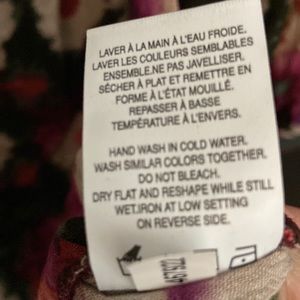 LAVER À LA MAIN À L'EAU FROIDE.
LAVER LES COULEURS SEMBLABLES
ENSEMBLE.NE PAS JAVELLISER.
SÉCHER À PLAT ET REMETTRE EN
FORME À L'ÉTAT MOUILLÉ.
REPASSER À BASSE
TEMPÉRATURE À L'ENVERS.
HAND WASH IN COLD WATER.
WASH SIMILAR COLORS TOGETHER.
DO NOT BLEACH.
DRY FLAT AND RESHAPE WHILE STILL
WET.IRON AT LOW SETTING
ON REVERSE SIDE.